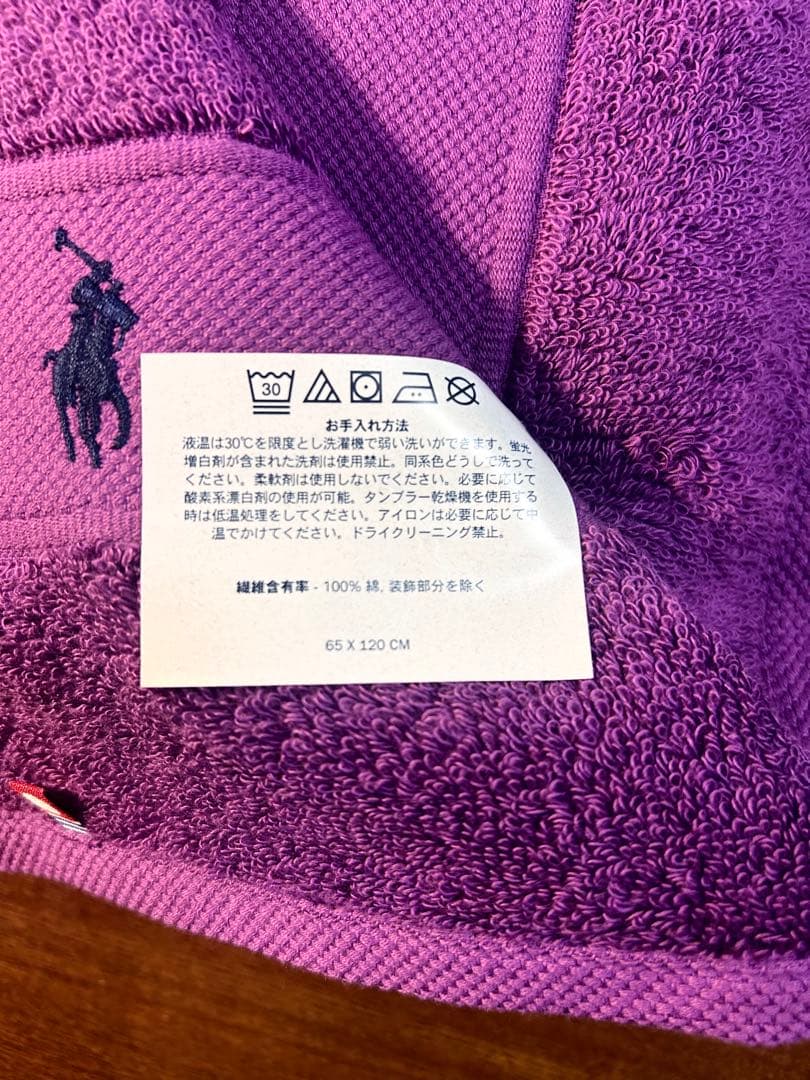 30
お手入れ方法
液温は30℃を限度とし洗濯機で弱い洗いができます。蛍光
増白剤が含まれた洗剤は使用禁止。同系色どうしで洗って
ください。柔軟剤は使用しないでください。必要に応じて
酸素系漂白剤の使用が可能。タンブラー乾燥機を使用する
時は低温処理をしてください。アイロンは必要に応じて中
温でかけてください。ドライクリーニング禁止。
繊維含有率 - 100% 綿, 装飾部分を除く
65 X 120 CM